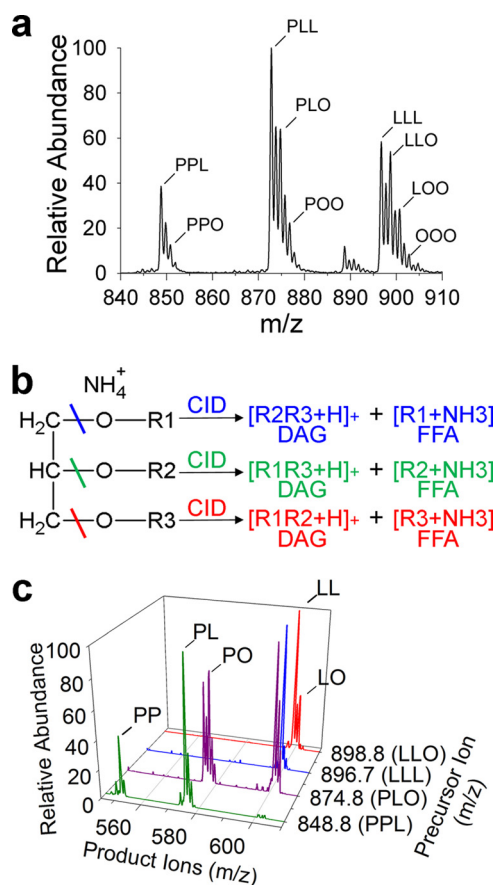 a
Relative Abundance
100
80
60
40
20
0
PPL
PPO
PLL
PLO
POO
LLL
LLO
LOO
OOO
840 850 860 870 880 890 900 910
m/z
b
NH4+
H2C O R1 CID [R2R3+H]+ + [R1+NH3]
DAG FFA
HC O R2 CID [R1R3+H]+ + [R2+NH3]
DAG FFA
H2C O R3 CID [R1R2+H]+ + [R3+NH3]
DAG FFA
c
Relative Abundance
100
80
60
40
20
0
PP
PL
PO
LL
LO
898.8 (LLO)
896.7 (LLL)
874.8 (PLO)
848.8 (PPL)
560 580 600
Product Ions (m/z)
Precursor Ion
(m/z)